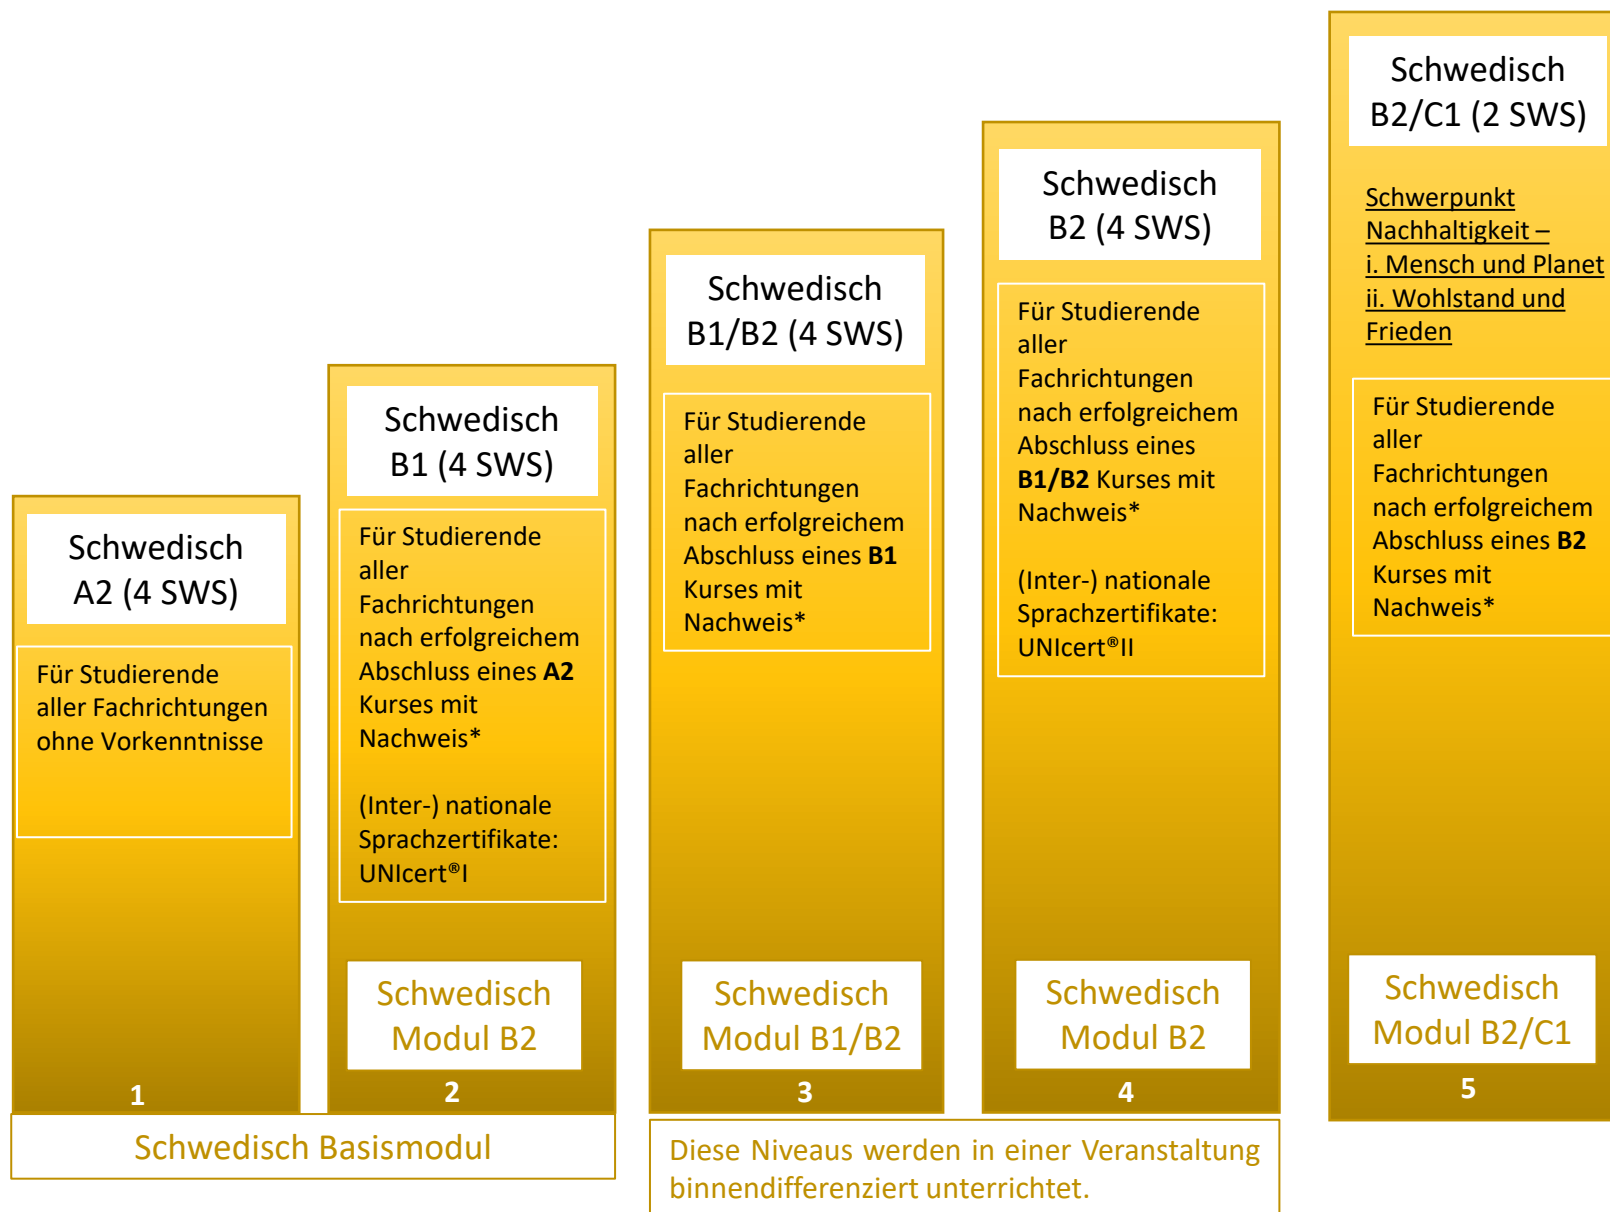 Schwedisch
A2 (4 SWS)
Für Studierende
aller Fachrichtungen
ohne Vorkenntnisse
1
Schwedisch
B1 (4 SWS)
Für Studierende
aller
Fachrichtungen
nach erfolgreichem
Abschluss eines A2
Kurses mit
Nachweis*
(Inter-) nationale
Sprachzertifikate:
UNIcert®I
Schwedisch
Modul B2
2
Schwedisch Basismodul
Schwedisch
B1/B2 (4 SWS)
Für Studierende
aller
Fachrichtungen
nach erfolgreichem
Abschluss eines B1
Kurses mit
Nachweis*
Schwedisch
Modul B1/B2
3
Schwedisch
B2 (4 SWS)
Für Studierende
aller
Fachrichtungen
nach erfolgreichem
Abschluss eines
B1/B2 Kurses mit
Nachweis*
(Inter-) nationale
Sprachzertifikate:
UNIcert®II
Schwedisch
Modul B2
4
Diese Niveaus werden in einer Veranstaltung
binnendifferenziert unterrichtet.
Schwedisch
B2/C1 (2 SWS)
Schwerpunkt
Nachhaltigkeit –
i. Mensch und Planet
ii. Wohlstand und
Frieden
Für Studierende
aller
Fachrichtungen
nach erfolgreichem
Abschluss eines B2
Kurses mit
Nachweis*
Schwedisch
Modul B2/C1
5